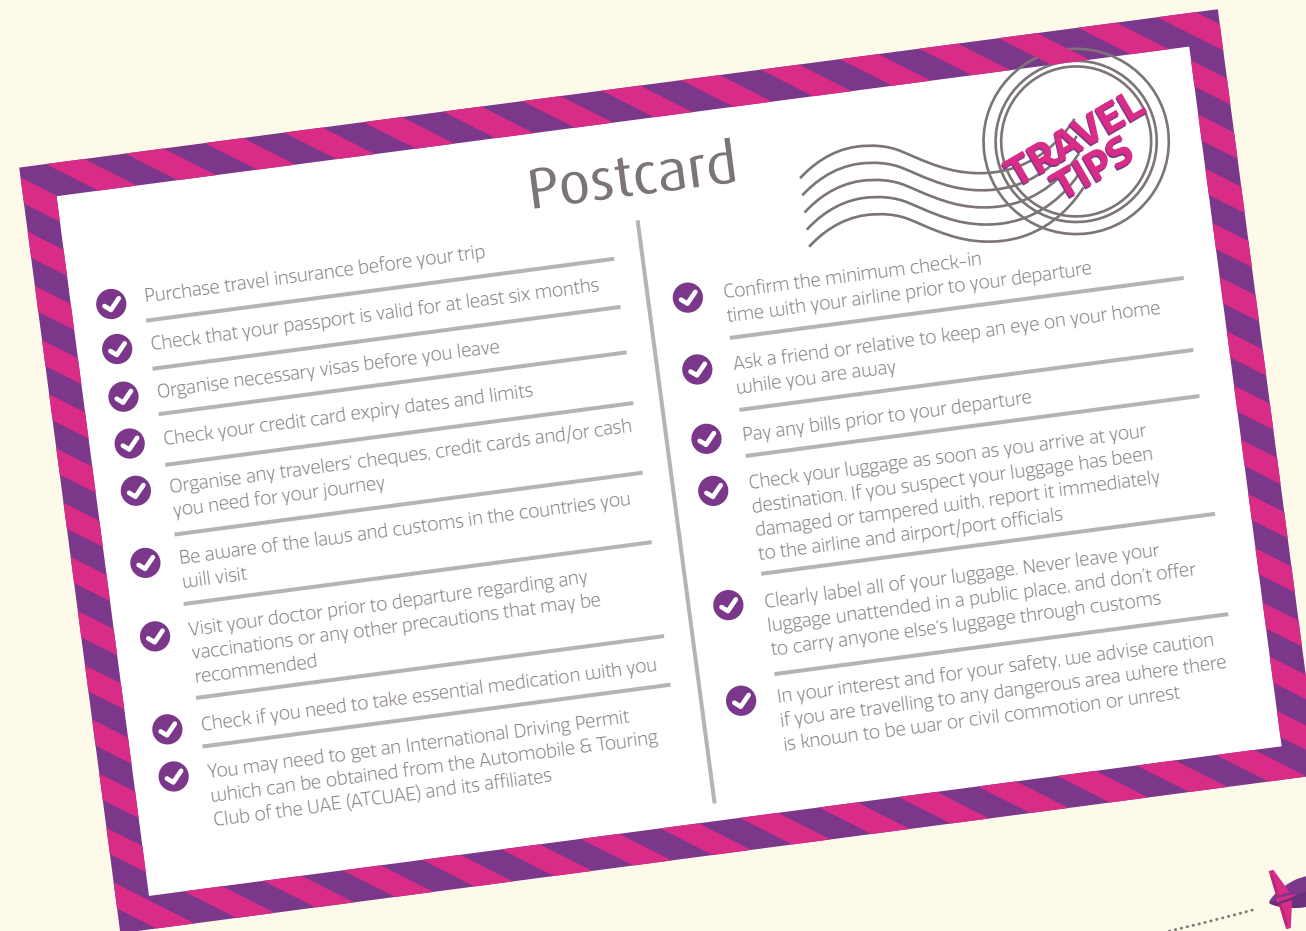 Postcard
TRAVEL
TIPS
Purchase travel insurance before your trip
Check that your passport is valid for at least six months
Organise necessary visas before you leave
Check your credit card expiry dates and limits
Organise any travelers' cheques, credit cards and/or cash
you need for your journey
Be aware of the laws and customs in the countries you
will visit
Visit your doctor prior to departure regarding any
vaccinations or any other precautions that may be
recommended
Check if you need to take essential medication with you
You may need to get an International Driving Permit
which can be obtained from the Automobile & Touring
Club of the UAE (ATCUAE) and its affiliates
Confirm the minimum check-in
time with your airline prior to your departure
Ask a friend or relative to keep an eye on your home
while you are away
Pay any bills prior to your departure
Check your luggage as soon as you arrive at your
destination. If you suspect your luggage has been
damaged or tampered with, report it immediately
to the airline and airport/port officials
Clearly label all of your luggage. Never leave your
luggage unattended in a public place, and don't offer
to carry anyone else's luggage through customs
In your interest and for your safety, we advise caution
if you are travelling to any dangerous area where there
is known to be war or civil commotion or unrest